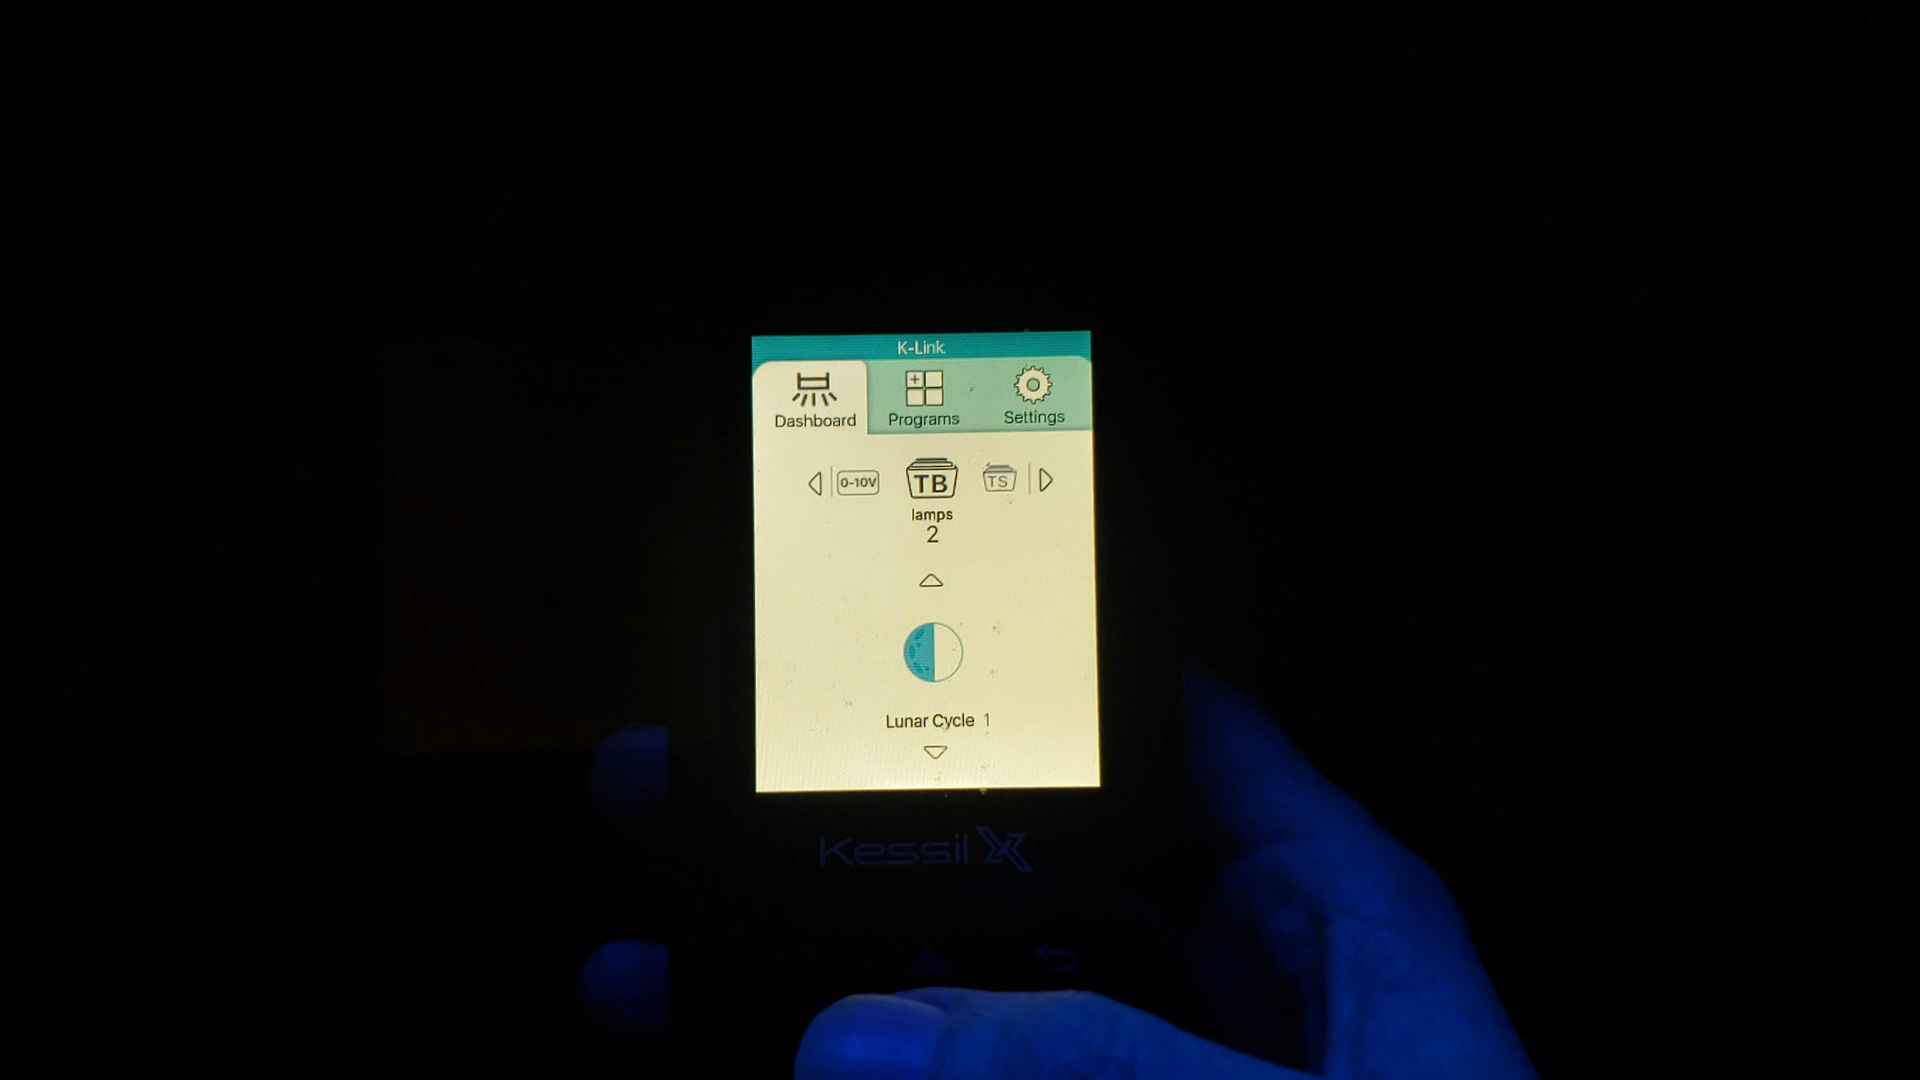 K-Link
Dashboard Programs Settings
0-10V TB TS
lamps
2
Lunar Cycle 1
Kessil X